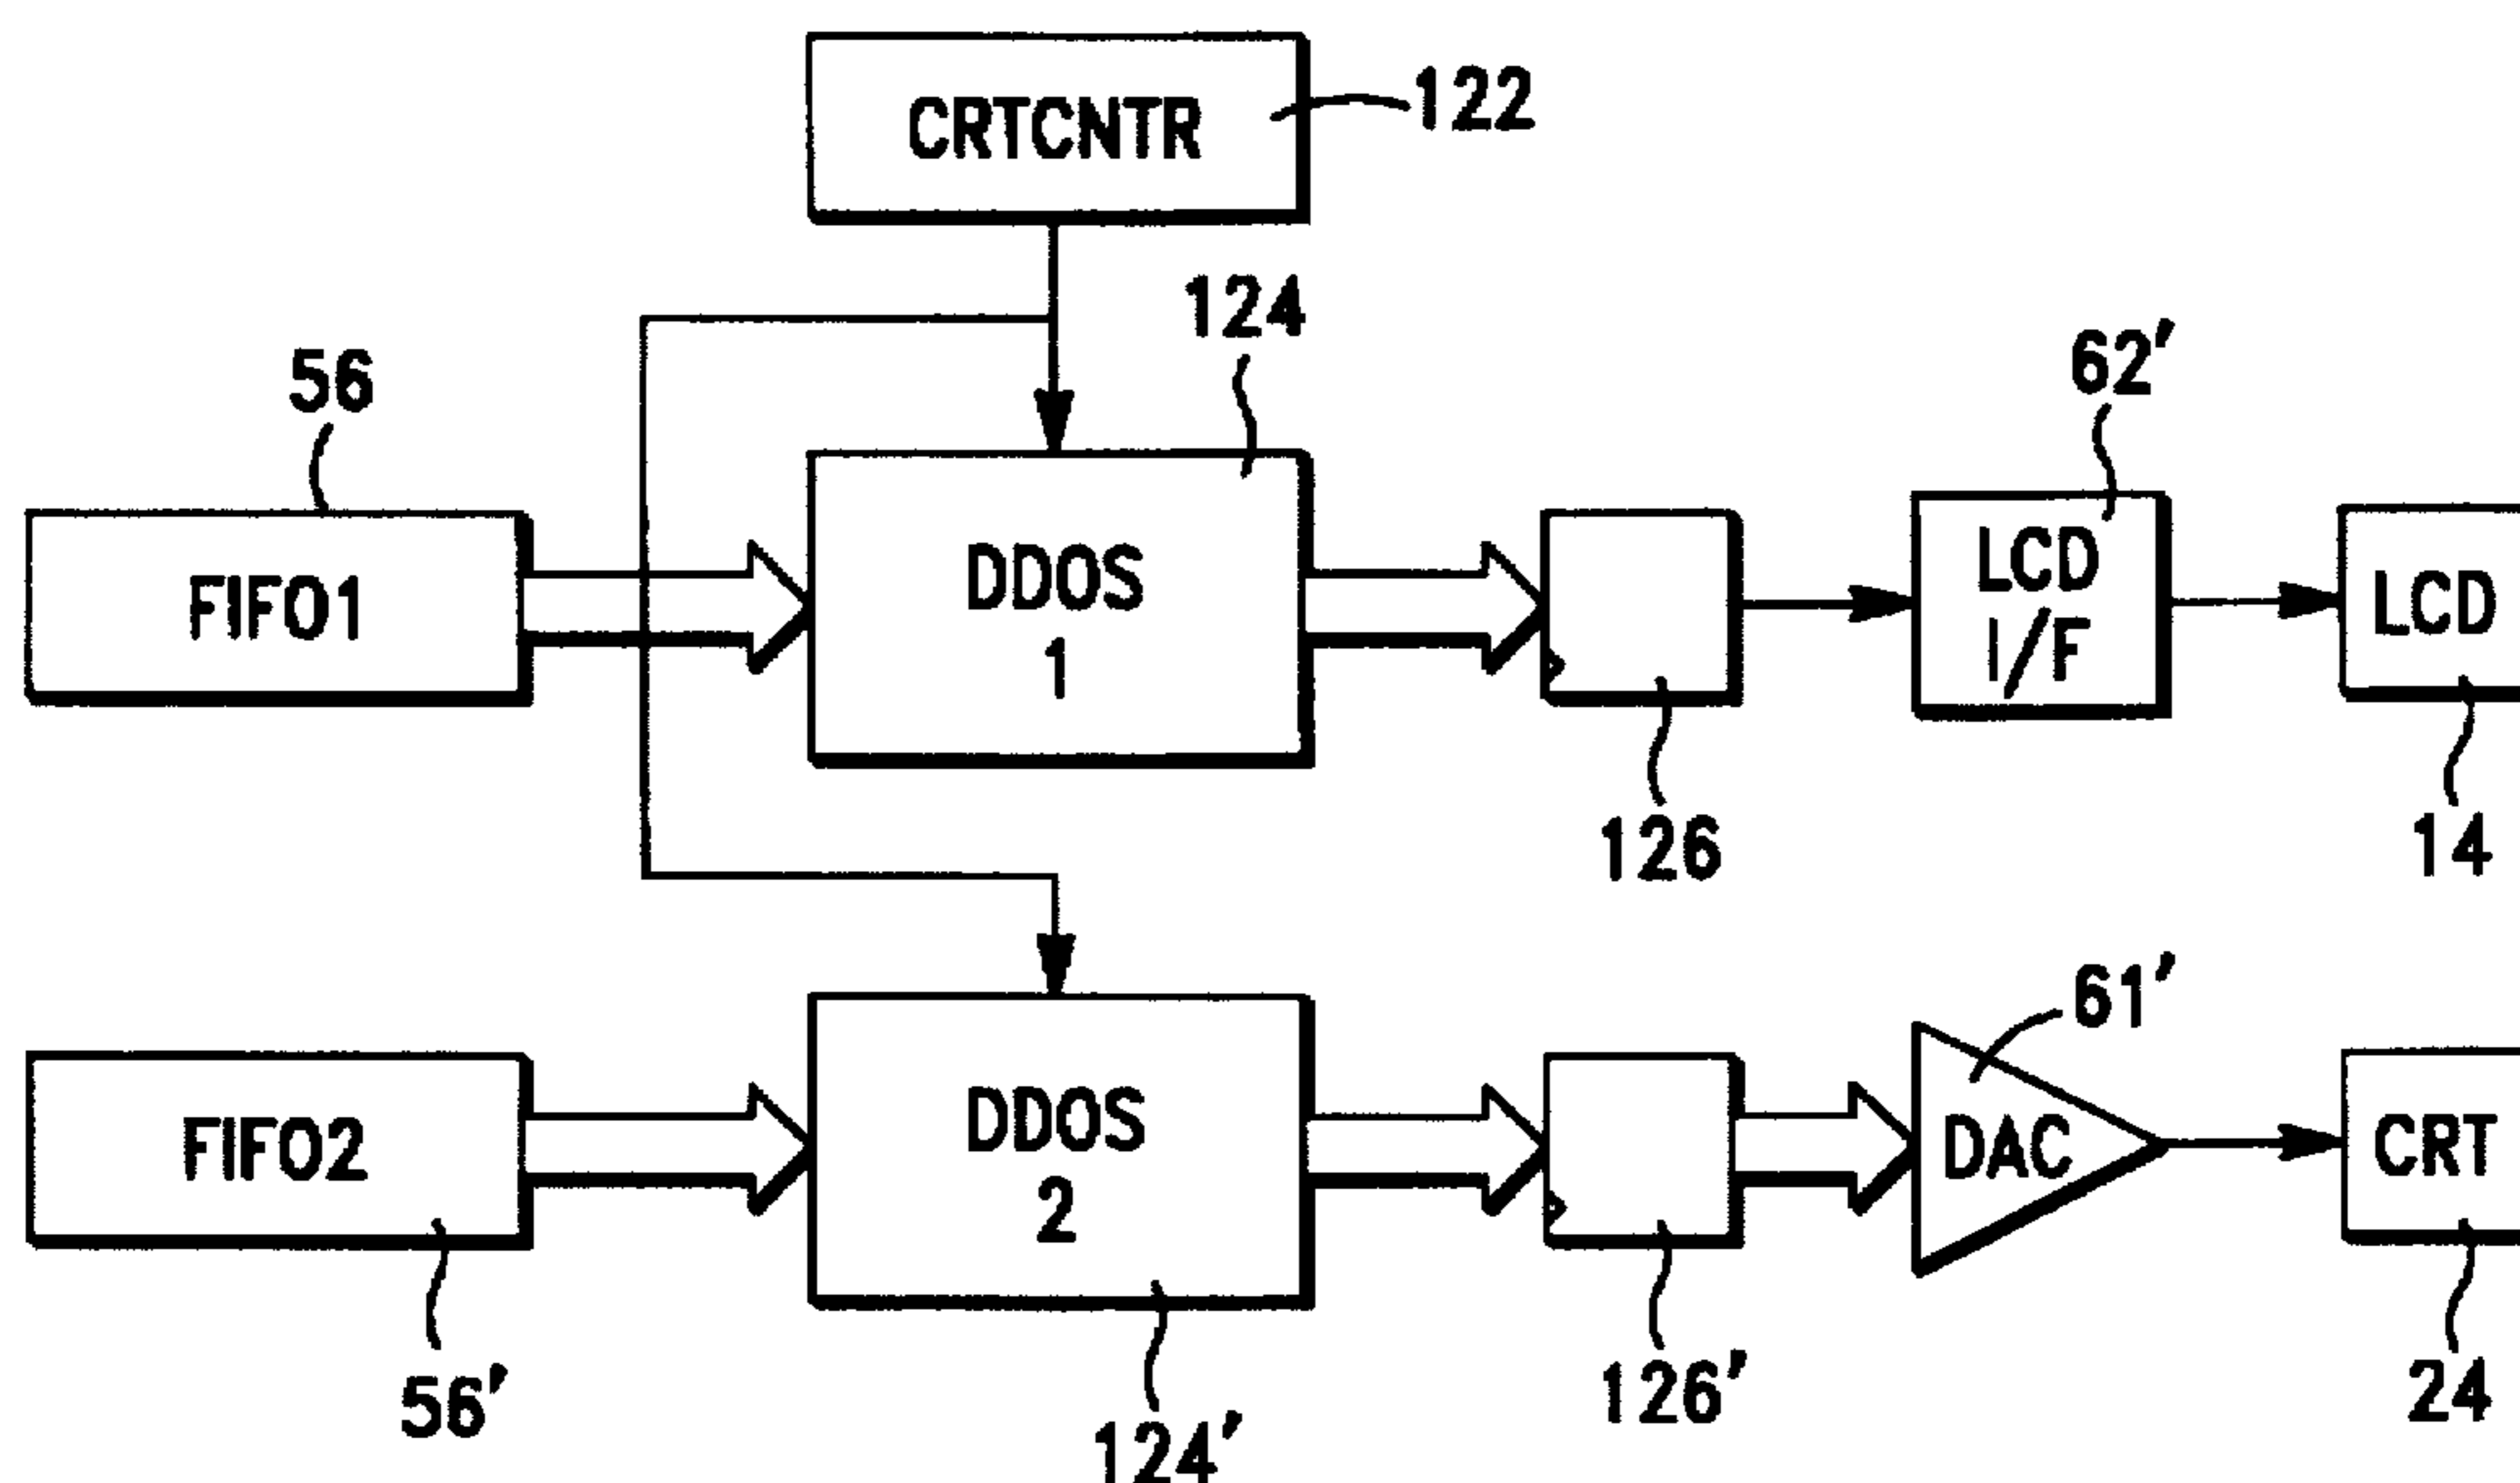 CRTCNTR
122
124
56
62'
FIFO1
DDOS
1
LCD
I/F
LCD
126
14
61'
FIFO2
DDOS
2
DAC
CRT
56'
124'
126'
24